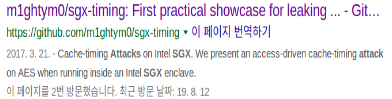 m1ghtym0/sgx-timing: First practical showcase for leaking ... - Git…
https://github.com/m1ghtym0/sgx-timing ▼ 이 페이지 번역하기
2017. 3. 21. - Cache-timing Attacks on Intel SGX. We present an access-driven cache-timing attack
on AES when running inside an Intel SGX enclave.
이 페이지를 2번 방문했습니다. 최근 방문 날짜: 19. 8. 12